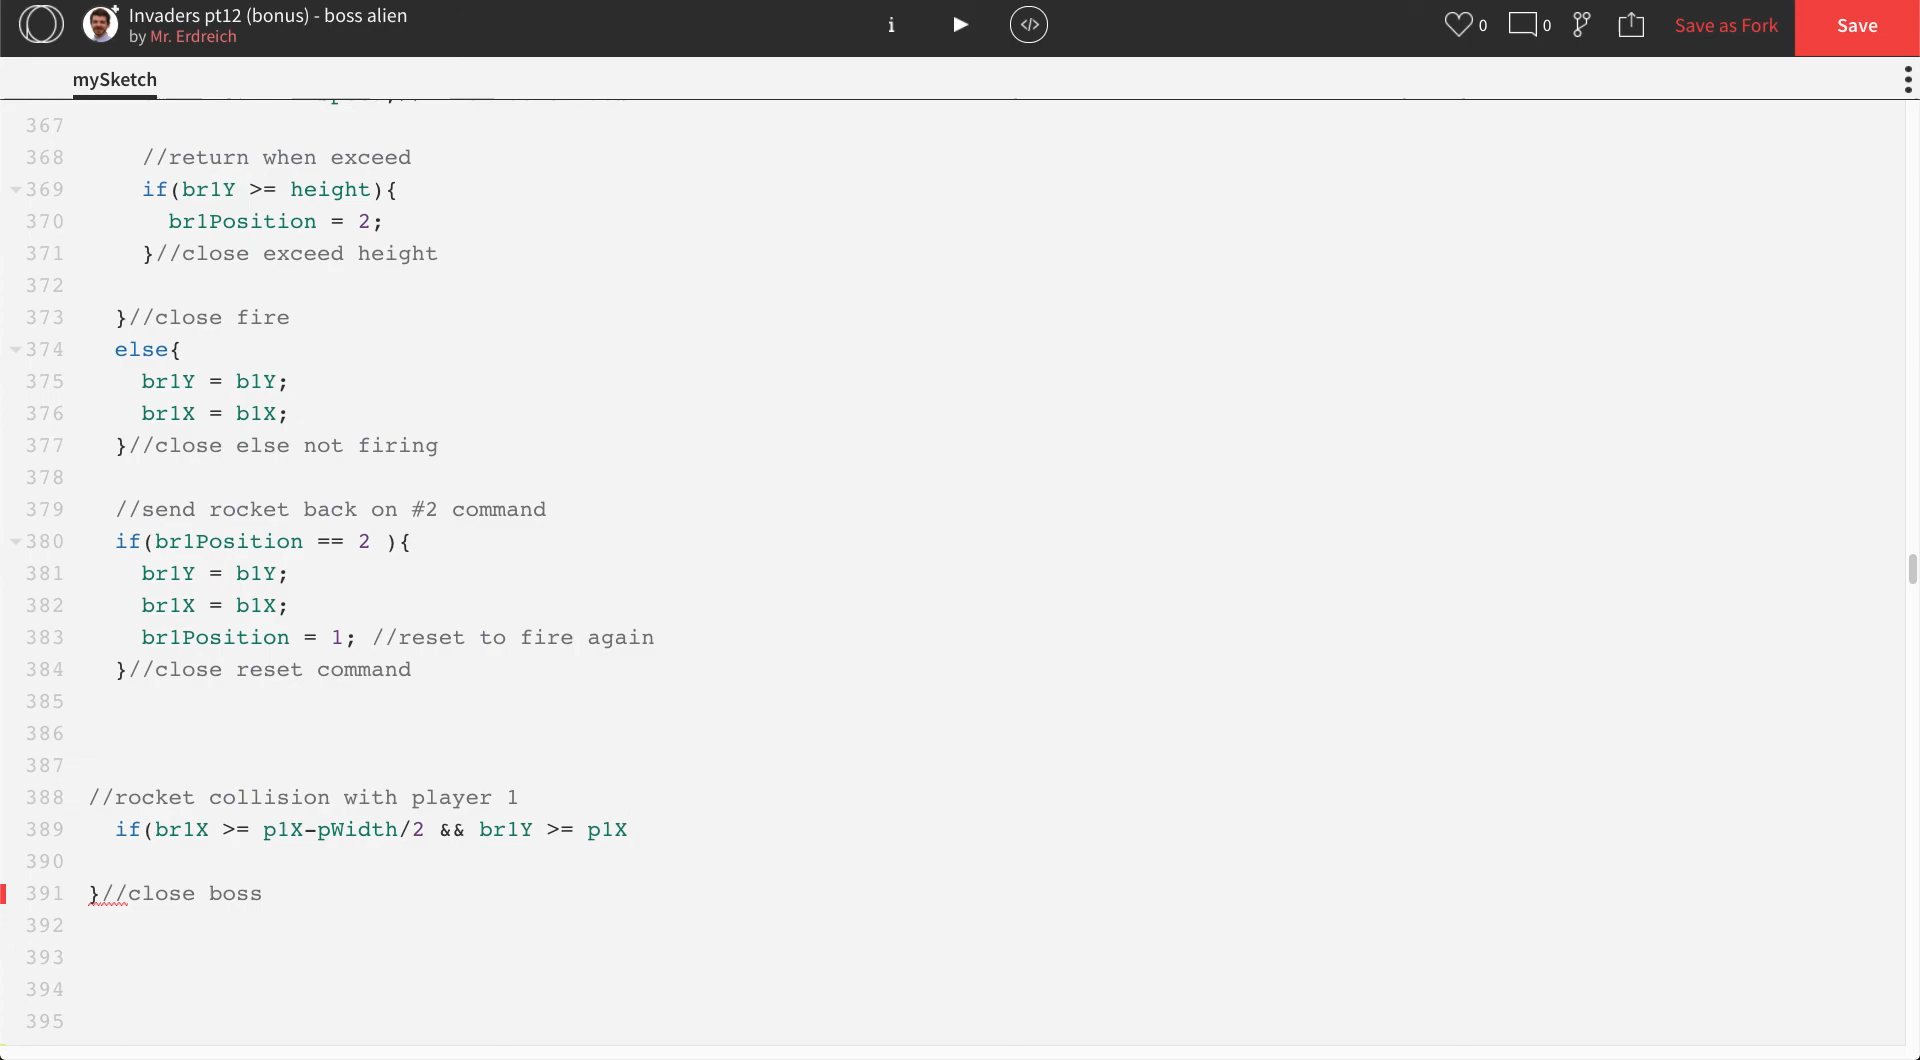 Invaders pt12 (bonus) - boss alien
by Mr. Erdreich
i
</>
0
0
Save as Fork
Save
mySketch
367
368 //return when exceed
369 if(br1Y >= height){
370 br1Position = 2;
371 }//close exceed height
372
373 }//close fire
374 else{
375 br1Y = b1Y;
376 br1X = b1X;
377 }//close else not firing
378
379 //send rocket back on #2 command
380 if(br1Position == 2 ){
381 br1Y = b1Y;
382 br1X = b1X;
383 br1Position = 1; //reset to fire again
384 }//close reset command
385
386
387
388 //rocket collision with player 1
389 if(br1X >= p1X-pWidth/2 && br1Y >= p1X
390
391 }//close boss
392
393
394
395